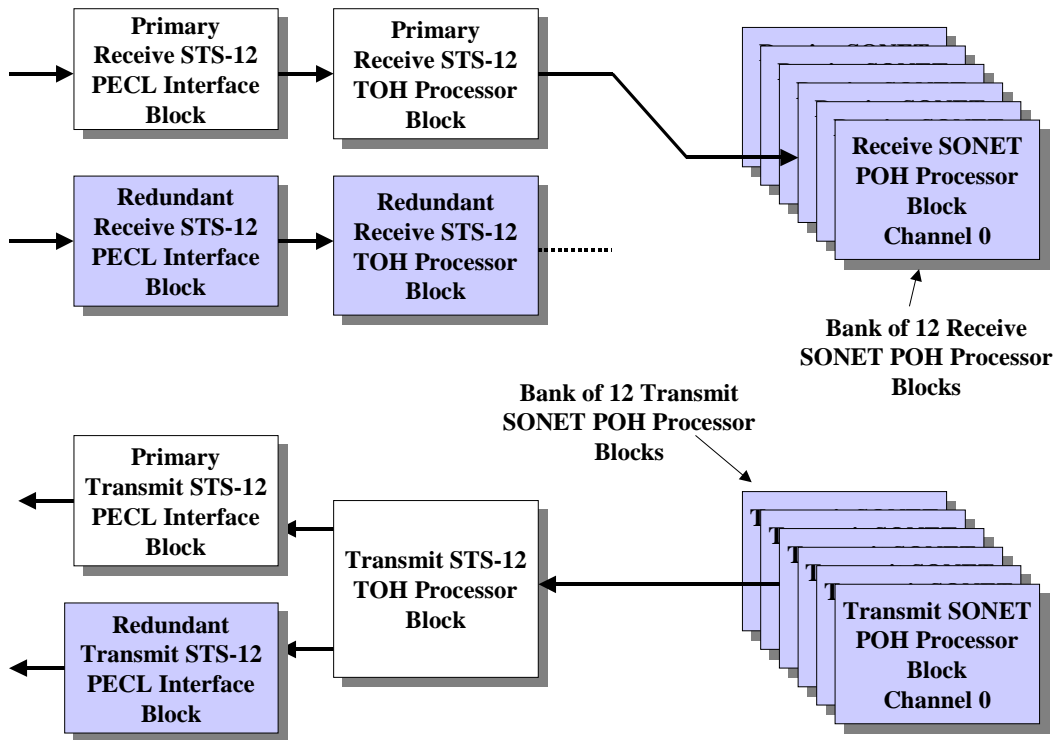 Primary
Receive STS-12
PECL Interface
Block
Primary
Receive STS-12
TOH Processor
Block
Receive SONET
POH Processor
Block
Channel 0
Redundant
Receive STS-12
PECL Interface
Block
Redundant
Receive STS-12
TOH Processor
Block
Bank of 12 Receive
SONET POH Processor
Blocks
Bank of 12 Transmit
SONET POH Processor
Blocks
Primary
Transmit STS-12
PECL Interface
Block
Transmit STS-12
TOH Processor
Block
Redundant
Transmit STS-12
PECL Interface
Block
Transmit SONET
POH Processor
Block
Channel 0